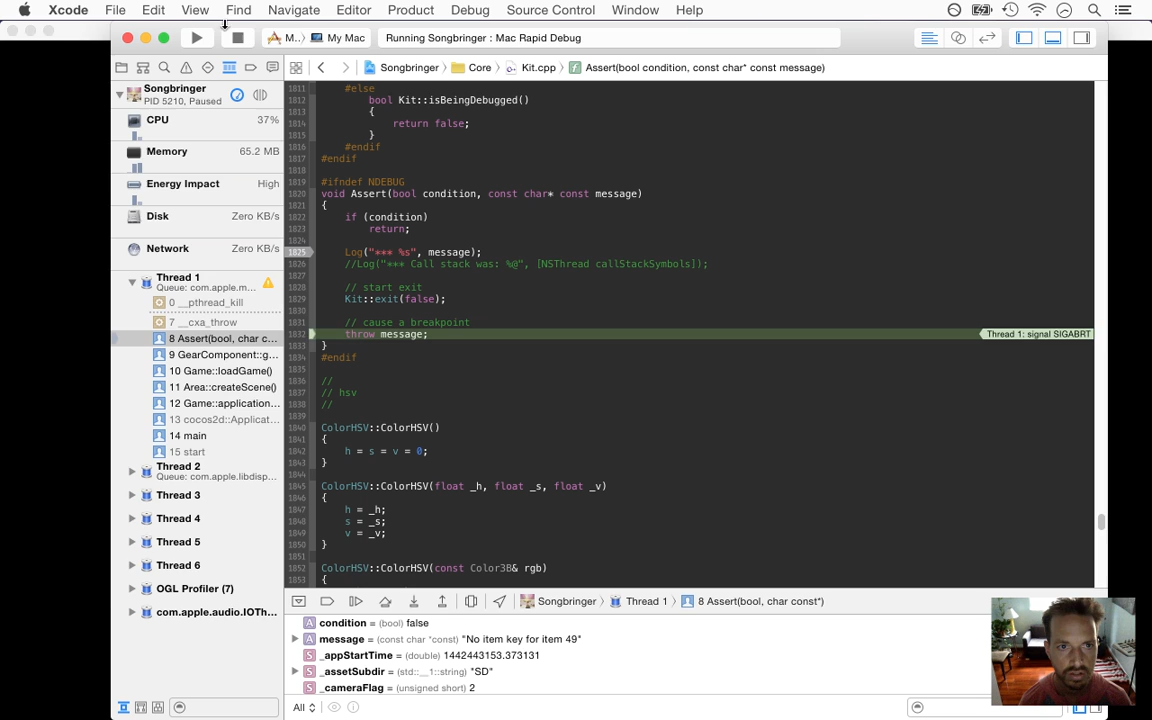 Xcode File Edit View Find Navigate Editor Product Debug Source Control Window Help
M... My Mac Running Songbringer : Mac Rapid Debug
Songbringer Core Kit.cpp Assert(bool condition, const char* const message)
Songbringer
PID 5210, Paused
CPU 37%
Memory 65.2 MB
Energy Impact High
Disk Zero KB/s
Network Zero KB/s
Thread 1
Queue: com.apple.m...
0 __pthread_kill
7 __cxa_throw
8 Assert(bool, char c...
9 GearComponent::g...
10 Game::loadGame()
11 Area::createScene()
12 Game::application...
13 cocos2d::Applicat...
14 main
15 start
Thread 2
Queue: com.apple.libdisp...
Thread 3
Thread 4
Thread 5
Thread 6
OGL Profiler (7)
com.apple.audio.IOTh...
1811 #else
1812 bool Kit::isBeingDebugged()
1813 {
1814 return false;
1815 }
1816 #endif
1817 #endif
1818
1819 #ifndef NDEBUG
1820 void Assert(bool condition, const char* const message)
1821 {
1822 if (condition)
1823 return;
1824
1825 Log("*** %s", message);
1826 //Log("*** Call stack was: %@", [NSThread callStackSymbols]);
1827
1828 // start exit
1829 Kit::exit(false);
1830
1831 // cause a breakpoint
1832 throw message; Thread 1: signal SIGABRT
1833 }
1834 #endif
1835
1836 //
1837 // hsv
1838 //
1839
1840 ColorHSV::ColorHSV()
1841 {
1842 h = s = v = 0;
1843 }
1844
1845 ColorHSV::ColorHSV(float _h, float _s, float _v)
1846 {
1847 h = _h;
1848 s = _s;
1849 v = _v;
1850 }
1851
1852 ColorHSV::ColorHSV(const Color3B& rgb)
1853 {
Songbringer Thread 1 8 Assert(bool, char const*)
A condition = (bool) false
A message = (const char *const) "No item key for item 49"
S _appStartTime = (double) 1442443153.373131
S _assetSubdir = (std::__1::string) "SD"
S _cameraFlag = (unsigned short) 2
All